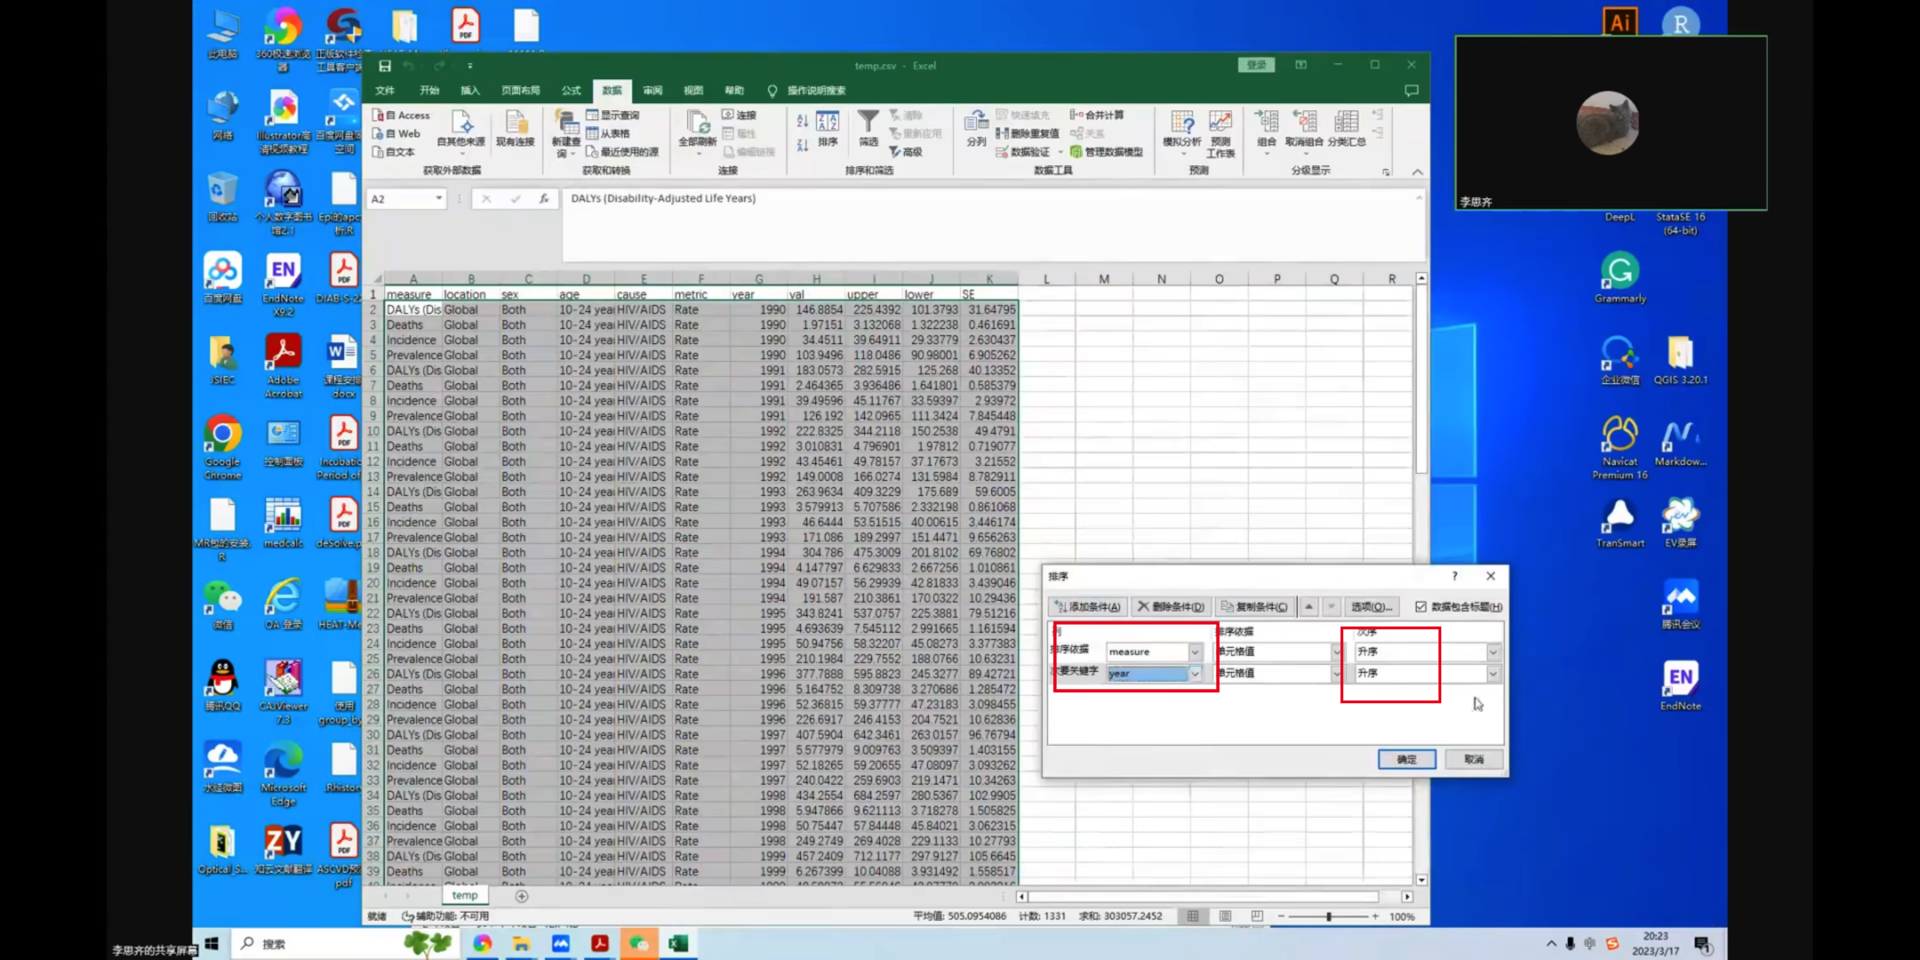 temp.csv - Excel
登录
文件 开始 插入 页面布局 公式 数据 审阅 视图 帮助 操作说明搜索
自 Access
自 Web
自文本
自其他来源
现有连接
获取外部数据
新建查询
显示查询
从表格
最近使用的源
获取和转换
全部刷新
连接
属性
编辑链接
连接
排序
筛选
清除
重新应用
高级
排序和筛选
分列
快速填充
删除重复值
数据验证
合并计算
关系
管理数据模型
数据工具
模拟分析
预测工作表
预测
组合
取消组合
分类汇总
分级显示
A2
DALYs (Disability-Adjusted Life Years)
A B C D E F G H I J K L M N O P Q R
1 measure location sex age cause metric year val upper lower SE
2 DALYs (Dis Global Both 10-24 year HIV/AIDS Rate 1990 146.8854 225.4392 101.3793 31.64795
3 Deaths Global Both 10-24 year HIV/AIDS Rate 1990 1.97151 3.132068 1.322238 0.461691
4 Incidence Global Both 10-24 year HIV/AIDS Rate 1990 34.4511 39.64911 29.33779 2.630437
5 Prevalence Global Both 10-24 year HIV/AIDS Rate 1990 103.9496 118.0486 90.98001 6.905262
6 DALYs (Dis Global Both 10-24 year HIV/AIDS Rate 1991 183.0573 282.5915 125.268 40.13352
7 Deaths Global Both 10-24 year HIV/AIDS Rate 1991 2.464365 3.936486 1.641801 0.585379
8 Incidence Global Both 10-24 year HIV/AIDS Rate 1991 39.49596 45.11767 33.59397 2.93972
9 Prevalence Global Both 10-24 year HIV/AIDS Rate 1991 126.192 142.0965 111.3424 7.845448
10 DALYs (Dis Global Both 10-24 year HIV/AIDS Rate 1992 222.8325 344.2118 150.2538 49.4791
11 Deaths Global Both 10-24 year HIV/AIDS Rate 1992 3.010831 4.796901 1.97812 0.719077
12 Incidence Global Both 10-24 year HIV/AIDS Rate 1992 43.45461 49.78157 37.17673 3.21552
13 Prevalence Global Both 10-24 year HIV/AIDS Rate 1992 149.0008 166.0274 131.5984 8.782911
14 DALYs (Dis Global Both 10-24 year HIV/AIDS Rate 1993 263.9634 409.3229 175.689 59.6005
15 Deaths Global Both 10-24 year HIV/AIDS Rate 1993 3.579913 5.707586 2.332198 0.861068
16 Incidence Global Both 10-24 year HIV/AIDS Rate 1993 46.6444 53.51515 40.00615 3.446174
17 Prevalence Global Both 10-24 year HIV/AIDS Rate 1993 171.086 189.2997 151.4471 9.656263
18 DALYs (Dis Global Both 10-24 year HIV/AIDS Rate 1994 304.786 475.3009 201.8102 69.76802
19 Deaths Global Both 10-24 year HIV/AIDS Rate 1994 4.147797 6.629833 2.667256 1.010861
20 Incidence Global Both 10-24 year HIV/AIDS Rate 1994 49.07157 56.29939 42.81833 3.439046
21 Prevalence Global Both 10-24 year HIV/AIDS Rate 1994 191.587 210.3861 170.0322 10.29436
22 DALYs (Dis Global Both 10-24 year HIV/AIDS Rate 1995 343.8241 537.0757 225.3881 79.51216
23 Deaths Global Both 10-24 year HIV/AIDS Rate 1995 4.693639 7.545112 2.991665 1.161594
24 Incidence Global Both 10-24 year HIV/AIDS Rate 1995 50.94756 58.32207 45.08273 3.377383
25 Prevalence Global Both 10-24 year HIV/AIDS Rate 1995 210.1984 229.7552 188.0766 10.63231
26 DALYs (Dis Global Both 10-24 year HIV/AIDS Rate 1996 377.7888 595.8823 245.3277 89.42721
27 Deaths Global Both 10-24 year HIV/AIDS Rate 1996 5.164752 8.309738 3.270686 1.285472
28 Incidence Global Both 10-24 year HIV/AIDS Rate 1996 52.36815 59.37777 47.23183 3.098455
29 Prevalence Global Both 10-24 year HIV/AIDS Rate 1996 226.6917 246.4153 204.7521 10.62836
30 DALYs (Dis Global Both 10-24 year HIV/AIDS Rate 1997 407.5904 642.3461 263.0157 96.76794
31 Deaths Global Both 10-24 year HIV/AIDS Rate 1997 5.577979 9.009763 3.509397 1.403155
32 Incidence Global Both 10-24 year HIV/AIDS Rate 1997 52.18265 59.20655 47.08097 3.093262
33 Prevalence Global Both 10-24 year HIV/AIDS Rate 1997 240.0422 259.6903 219.1471 10.34263
34 DALYs (Dis Global Both 10-24 year HIV/AIDS Rate 1998 434.2554 684.2597 280.5367 102.9905
35 Deaths Global Both 10-24 year HIV/AIDS Rate 1998 5.947866 9.621113 3.718278 1.505825
36 Incidence Global Both 10-24 year HIV/AIDS Rate 1998 50.75447 57.84448 45.84021 3.062315
37 Prevalence Global Both 10-24 year HIV/AIDS Rate 1998 249.2749 269.4028 229.1133 10.27793
38 DALYs (Dis Global Both 10-24 year HIV/AIDS Rate 1999 457.2409 712.1177 297.9127 105.6645
39 Deaths Global Both 10-24 year HIV/AIDS Rate 1999 6.267399 10.04088 3.931492 1.558517
排序
添加条件(A) 删除条件(D) 复制条件(C) 选项(O)... 数据包含标题(H)
列 排序依据 次序
排序依据 measure 单元格值 升序
次要关键字 year 单元格值 升序
确定 取消
temp
就绪 辅助功能: 不可用 平均值: 505.0954086 计数: 1331 求和: 303057.2452 100%
此电脑
网络
回收站
百度网盘
JSIEC
Google Chrome
微信
腾讯QQ
Illustrator高清视频教程
EndNote X9.2
Adobe Acrobat
控制面板
medcalc
OA 登录
CAJViewer 7.3
Microsoft Edge
课程安排.docx
Incubatic Period of
deSolve.p
HEAT-Me
使用 group_by
.Rhistor
Optical_S...
Ai
R
李思齐
DeepL
StataSE 16 (64-bit)
Grammarly
企业微信
QGIS 3.20.1
Navicat Premium 16
Markdow...
TranSmart
EV录屏
腾讯会议
EN
EndNote
李思齐的共享屏幕
搜索
20:23
2023/3/17